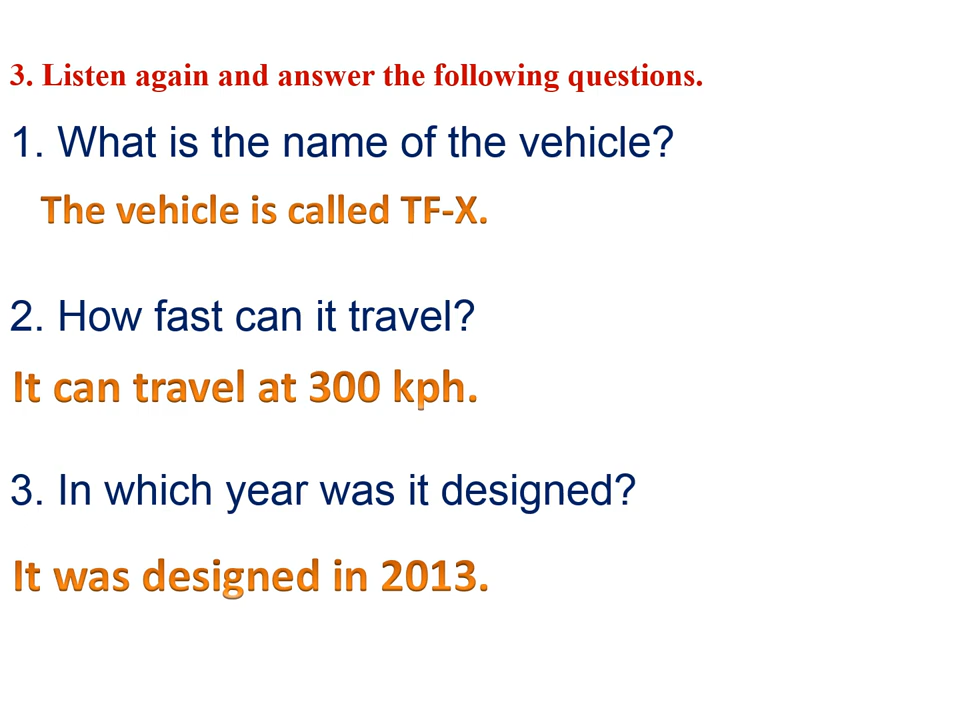 3. Listen again and answer the following questions.
1. What is the name of the vehicle?
The vehicle is called TF-X.
2. How fast can it travel?
It can travel at 300 kph.
3. In which year was it designed?
It was designed in 2013.